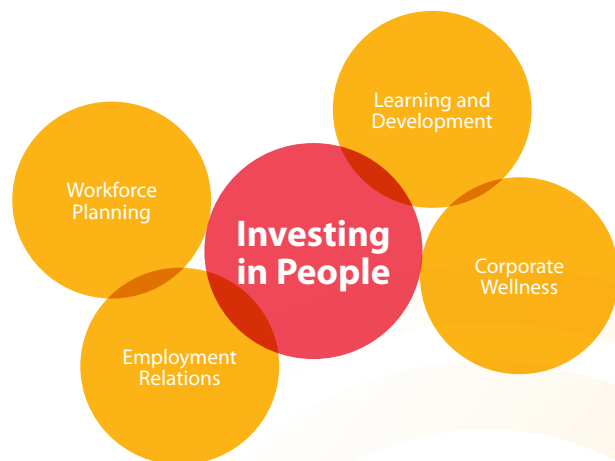 Learning and
Development
Workforce
Planning
Investing
in People
Corporate
Wellness
Employment
Relations